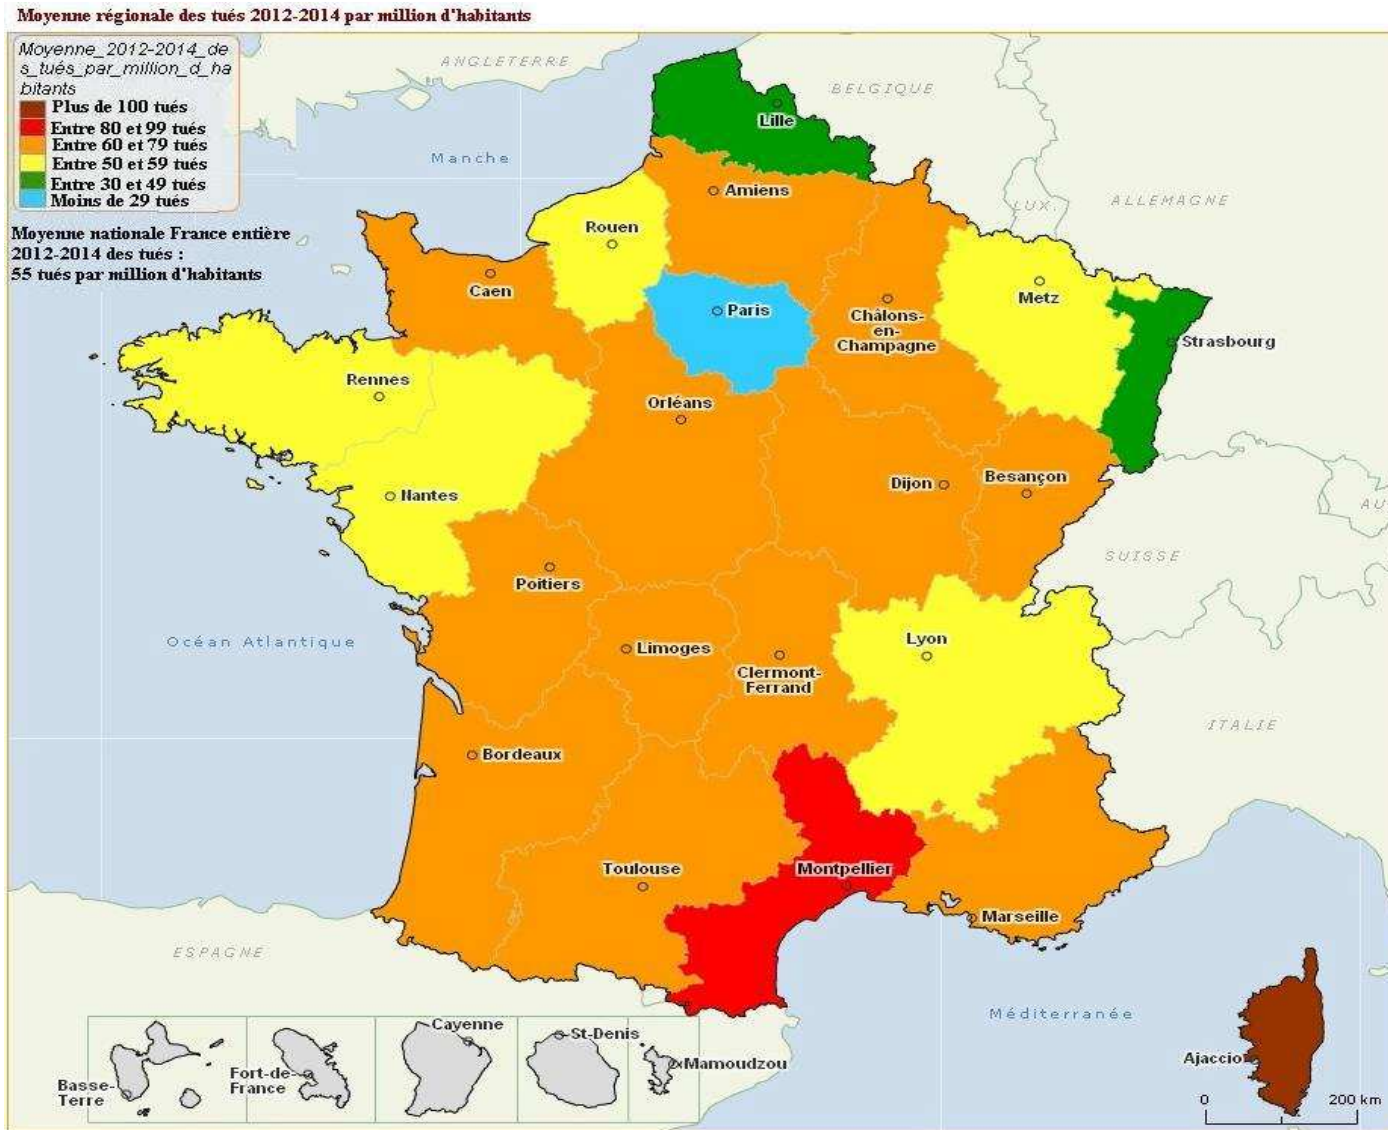 Moyenne régionale des tués 2012-2014 par million d'habitants
Moyenne_2012-2014_de
s_tués_par_million_d_ha
bitants
Plus de 100 tués
Entre 80 et 99 tués
Entre 60 et 79 tués
Entre 50 et 59 tués
Entre 30 et 49 tués
Moins de 29 tués
Moyenne nationale France entière
2012-2014 des tués :
55 tués par million d'habitants
ANGLETERRE
BELGIQUE
Lille
Manche
Amiens
LUX.
ALLEMAGNE
Rouen
Caen
Metz
Paris
Châlons-
en-
Champagne
Strasbourg
Rennes
Orléans
Nantes
Dijon
Besançon
AU
SUISSE
Poitiers
Océan Atlantique
Limoges
Lyon
Clermont-
Ferrand
ITALIE
Bordeaux
Toulouse
Montpellier
Marseille
ESPAGNE
Méditerranée
Cayenne
St-Denis
Mamoudzou
Fort-de-
France
Basse-
Terre
Ajaccio
0
200 km